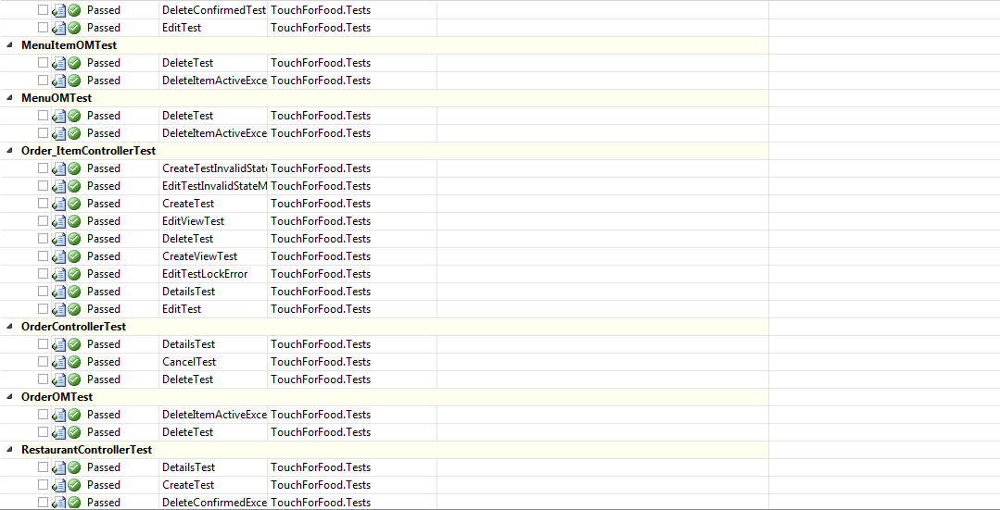 Passed DeleteConfirmedTest TouchForFood.Tests
Passed EditTest TouchForFood.Tests
MenuItemOMTest
Passed DeleteTest TouchForFood.Tests
Passed DeleteItemActiveExce TouchForFood.Tests
MenuOMTest
Passed DeleteTest TouchForFood.Tests
Passed DeleteItemActiveExce TouchForFood.Tests
Order_ItemControllerTest
Passed CreateTestInvalidState TouchForFood.Tests
Passed EditTestInvalidStateM TouchForFood.Tests
Passed CreateTest TouchForFood.Tests
Passed EditViewTest TouchForFood.Tests
Passed DeleteTest TouchForFood.Tests
Passed CreateViewTest TouchForFood.Tests
Passed EditTestLockError TouchForFood.Tests
Passed DetailsTest TouchForFood.Tests
Passed EditTest TouchForFood.Tests
OrderControllerTest
Passed DetailsTest TouchForFood.Tests
Passed CancelTest TouchForFood.Tests
Passed DeleteTest TouchForFood.Tests
OrderOMTest
Passed DeleteItemActiveExce TouchForFood.Tests
Passed DeleteTest TouchForFood.Tests
RestaurantControllerTest
Passed DetailsTest TouchForFood.Tests
Passed CreateTest TouchForFood.Tests
Passed DeleteConfirmedExce TouchForFood.Tests